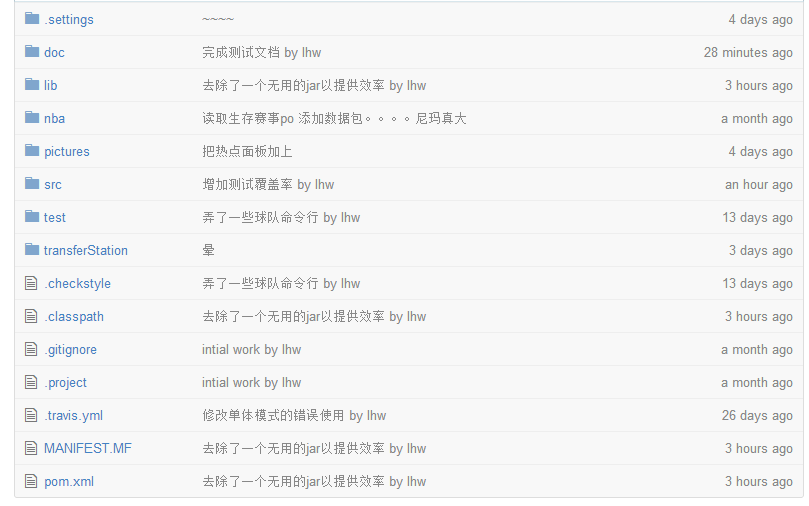 .settings ~~~~ 4 days ago
doc 完成测试文档 by lhw 28 minutes ago
lib 去除了一个无用的jar以提供效率 by lhw 3 hours ago
nba 读取生存赛事po 添加数据包。。。。尼玛真大 a month ago
pictures 把热点面板加上 4 days ago
src 增加测试覆盖率 by lhw an hour ago
test 弄了一些球队命令行 by lhw 13 days ago
transferStation 晕 3 days ago
.checkstyle 弄了一些球队命令行 by lhw 13 days ago
.classpath 去除了一个无用的jar以提供效率 by lhw 3 hours ago
.gitignore intial work by lhw a month ago
.project intial work by lhw a month ago
.travis.yml 修改单体模式的错误使用 by lhw 26 days ago
MANIFEST.MF 去除了一个无用的jar以提供效率 by lhw 3 hours ago
pom.xml 去除了一个无用的jar以提供效率 by lhw 3 hours ago